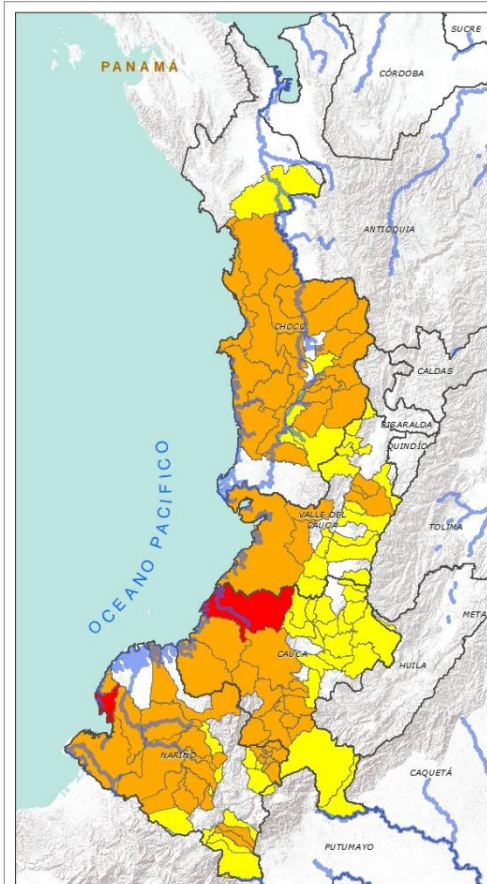 SUCRE
PANAMÁ
CÓRDOBA
ANTIOQUIA
CHOCÓ
CALDAS
RISARALDA
QUINDÍO
OCEANO PACÍFICO
VALLE DEL
CAUCA
TOLIMA
META
CAUCA
HUILA
NARIÑO
CAQUETÁ
PUTUMAYO